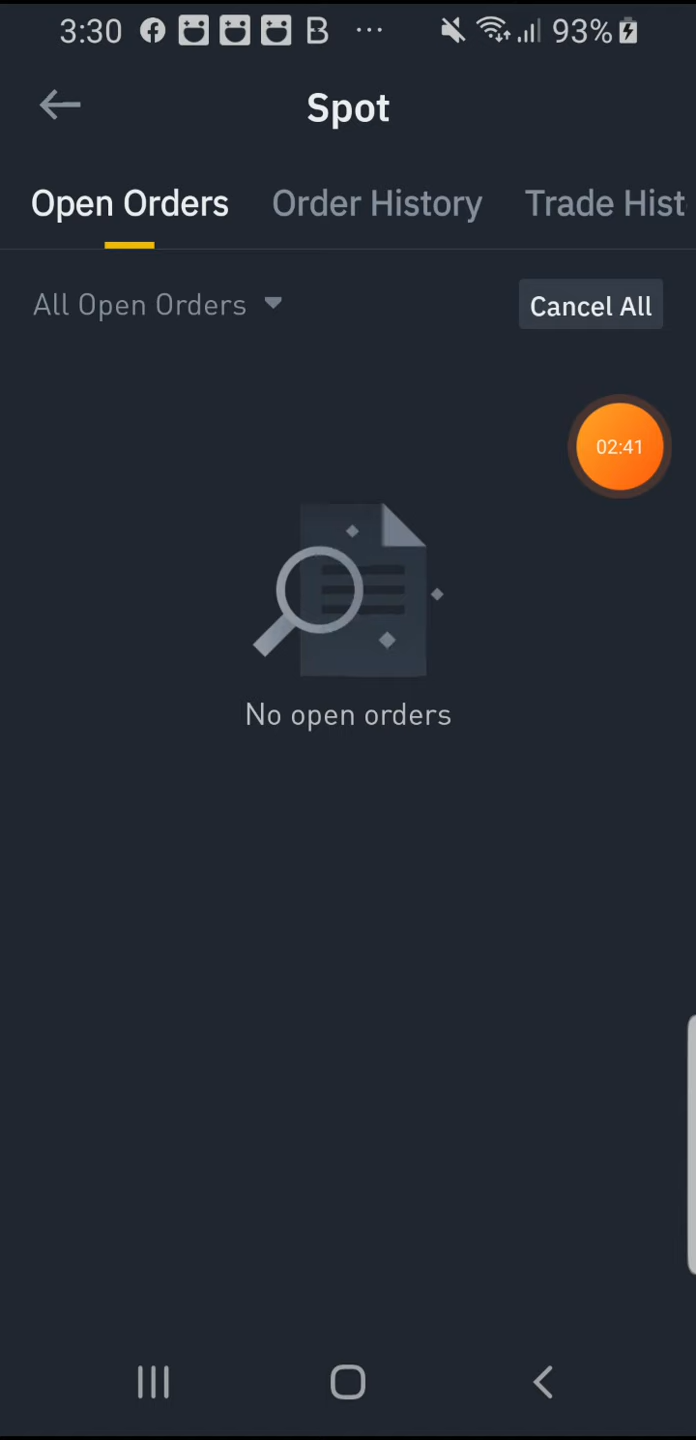 3:30 93%
Spot
Open Orders Order History Trade Hist
All Open Orders Cancel All
02:41
No open orders